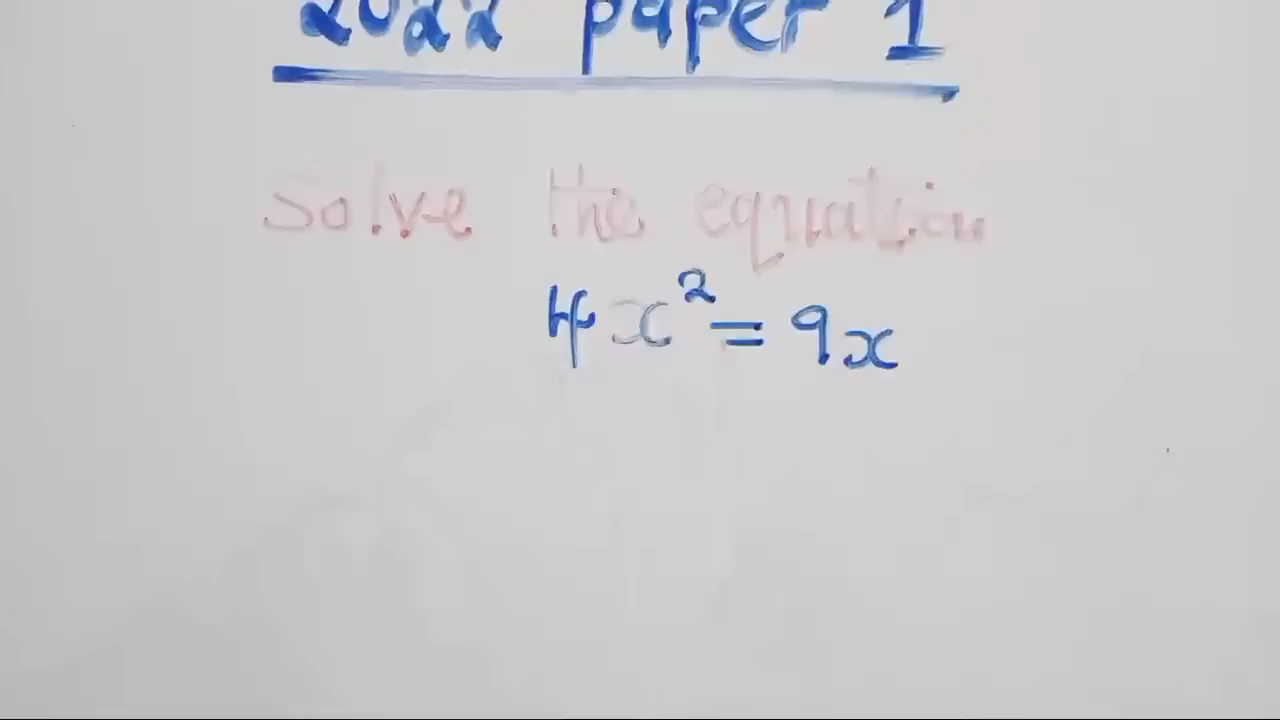 2022 paper 1
Solve the equation
4x² = 9x